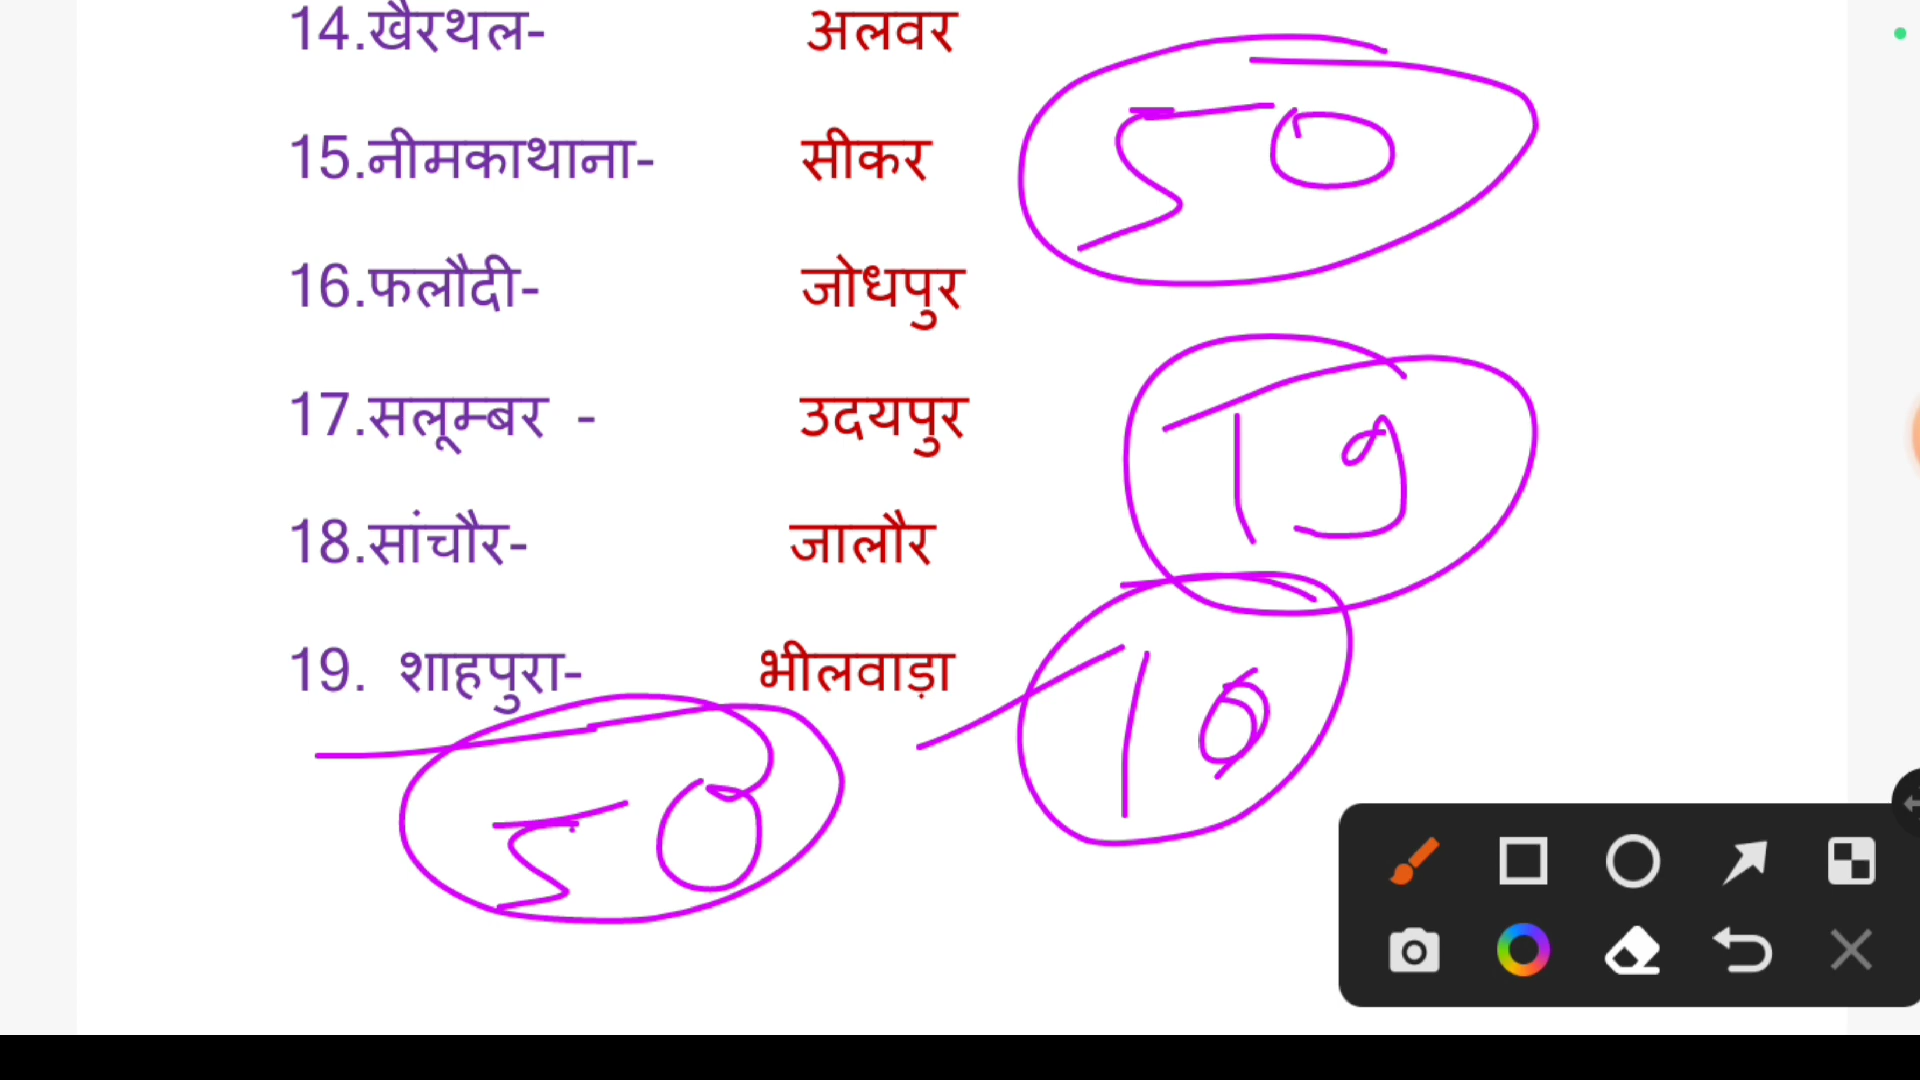 14.खैरथल- अलवर
50
15.नीमकाथाना- सीकर
16.फलौदी- जोधपुर
17.सलूम्बर - उदयपुर
19
18.सांचौर- जालौर
19. शाहपुरा- भीलवाड़ा
10
50